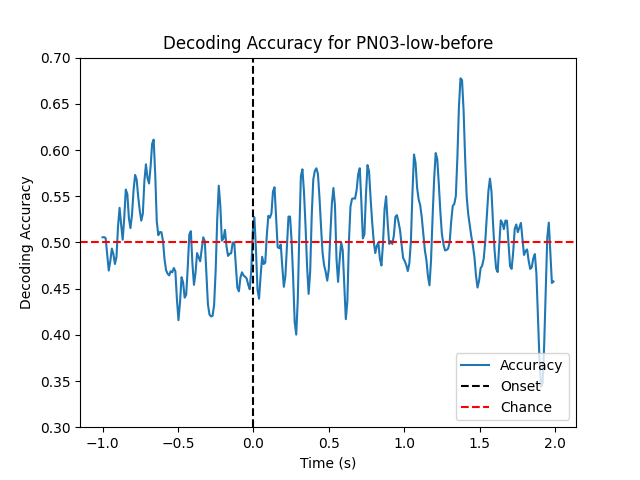 Decoding Accuracy for PN03-low-before
Decoding Accuracy
0.70
0.65
0.60
0.55
0.50
0.45
0.40
0.35
0.30
Accuracy
Onset
Chance
−1.0 −0.5 0.0 0.5 1.0 1.5 2.0
Time (s)